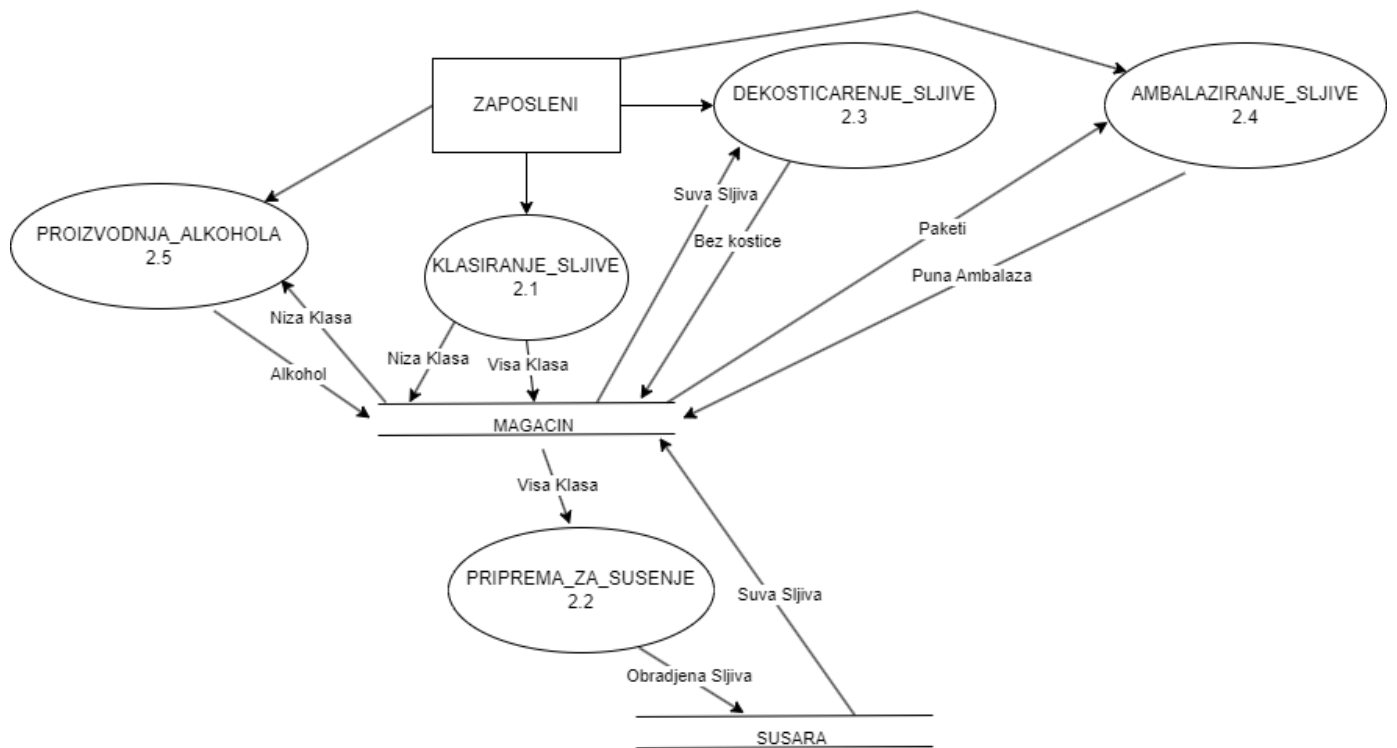 ZAPOSLENI
DEKOSTICARENJE_SLJIVE
2.3
AMBALAZIRANJE_SLJIVE
2.4
PROIZVODNJA_ALKOHOLA
2.5
KLASIRANJE_SLJIVE
2.1
Suva Sljiva
Bez kostice
Paketi
Puna Ambalaza
Niza Klasa
Alkohol
Niza Klasa
Visa Klasa
MAGACIN
Visa Klasa
PRIPREMA_ZA_SUSENJE
2.2
Suva Sljiva
Obradjena Sljiva
SUSARA